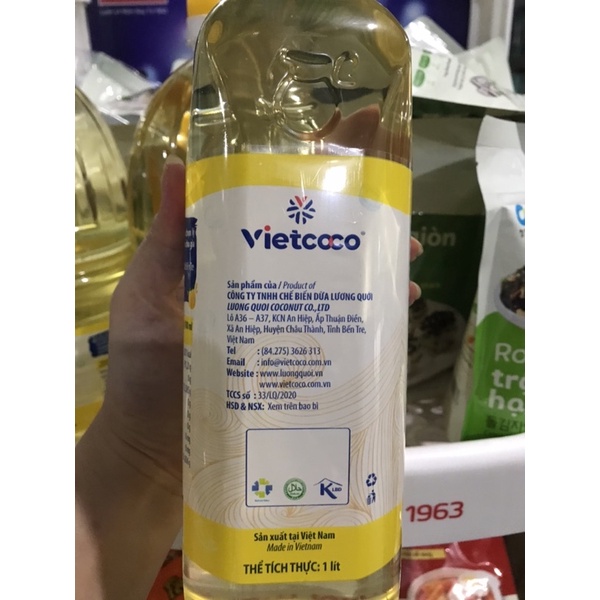 Vietcoco®
Sản phẩm của / Product of
CÔNG TY TNHH CHẾ BIẾN DỪA LƯƠNG QUỚI
LUONG QUOI COCONUT CO.,LTD
Lô A36 – A37, KCN An Hiệp, Ấp Thuận Điền,
Xã An Hiệp, Huyện Châu Thành, Tỉnh Bến Tre,
Việt Nam
Tel : (84.275) 3626 313
Email : info@vietcoco.com.vn
Website : www.luongquoi.vn
www.vietcoco.com.vn
TCCS số : 33/LQ/2020
HSD & NSX: Xem trên bao bì
K LBD
Sản xuất tại Việt Nam
Made in Vietnam
THỂ TÍCH THỰC: 1 lít
giòn
Ro
1963